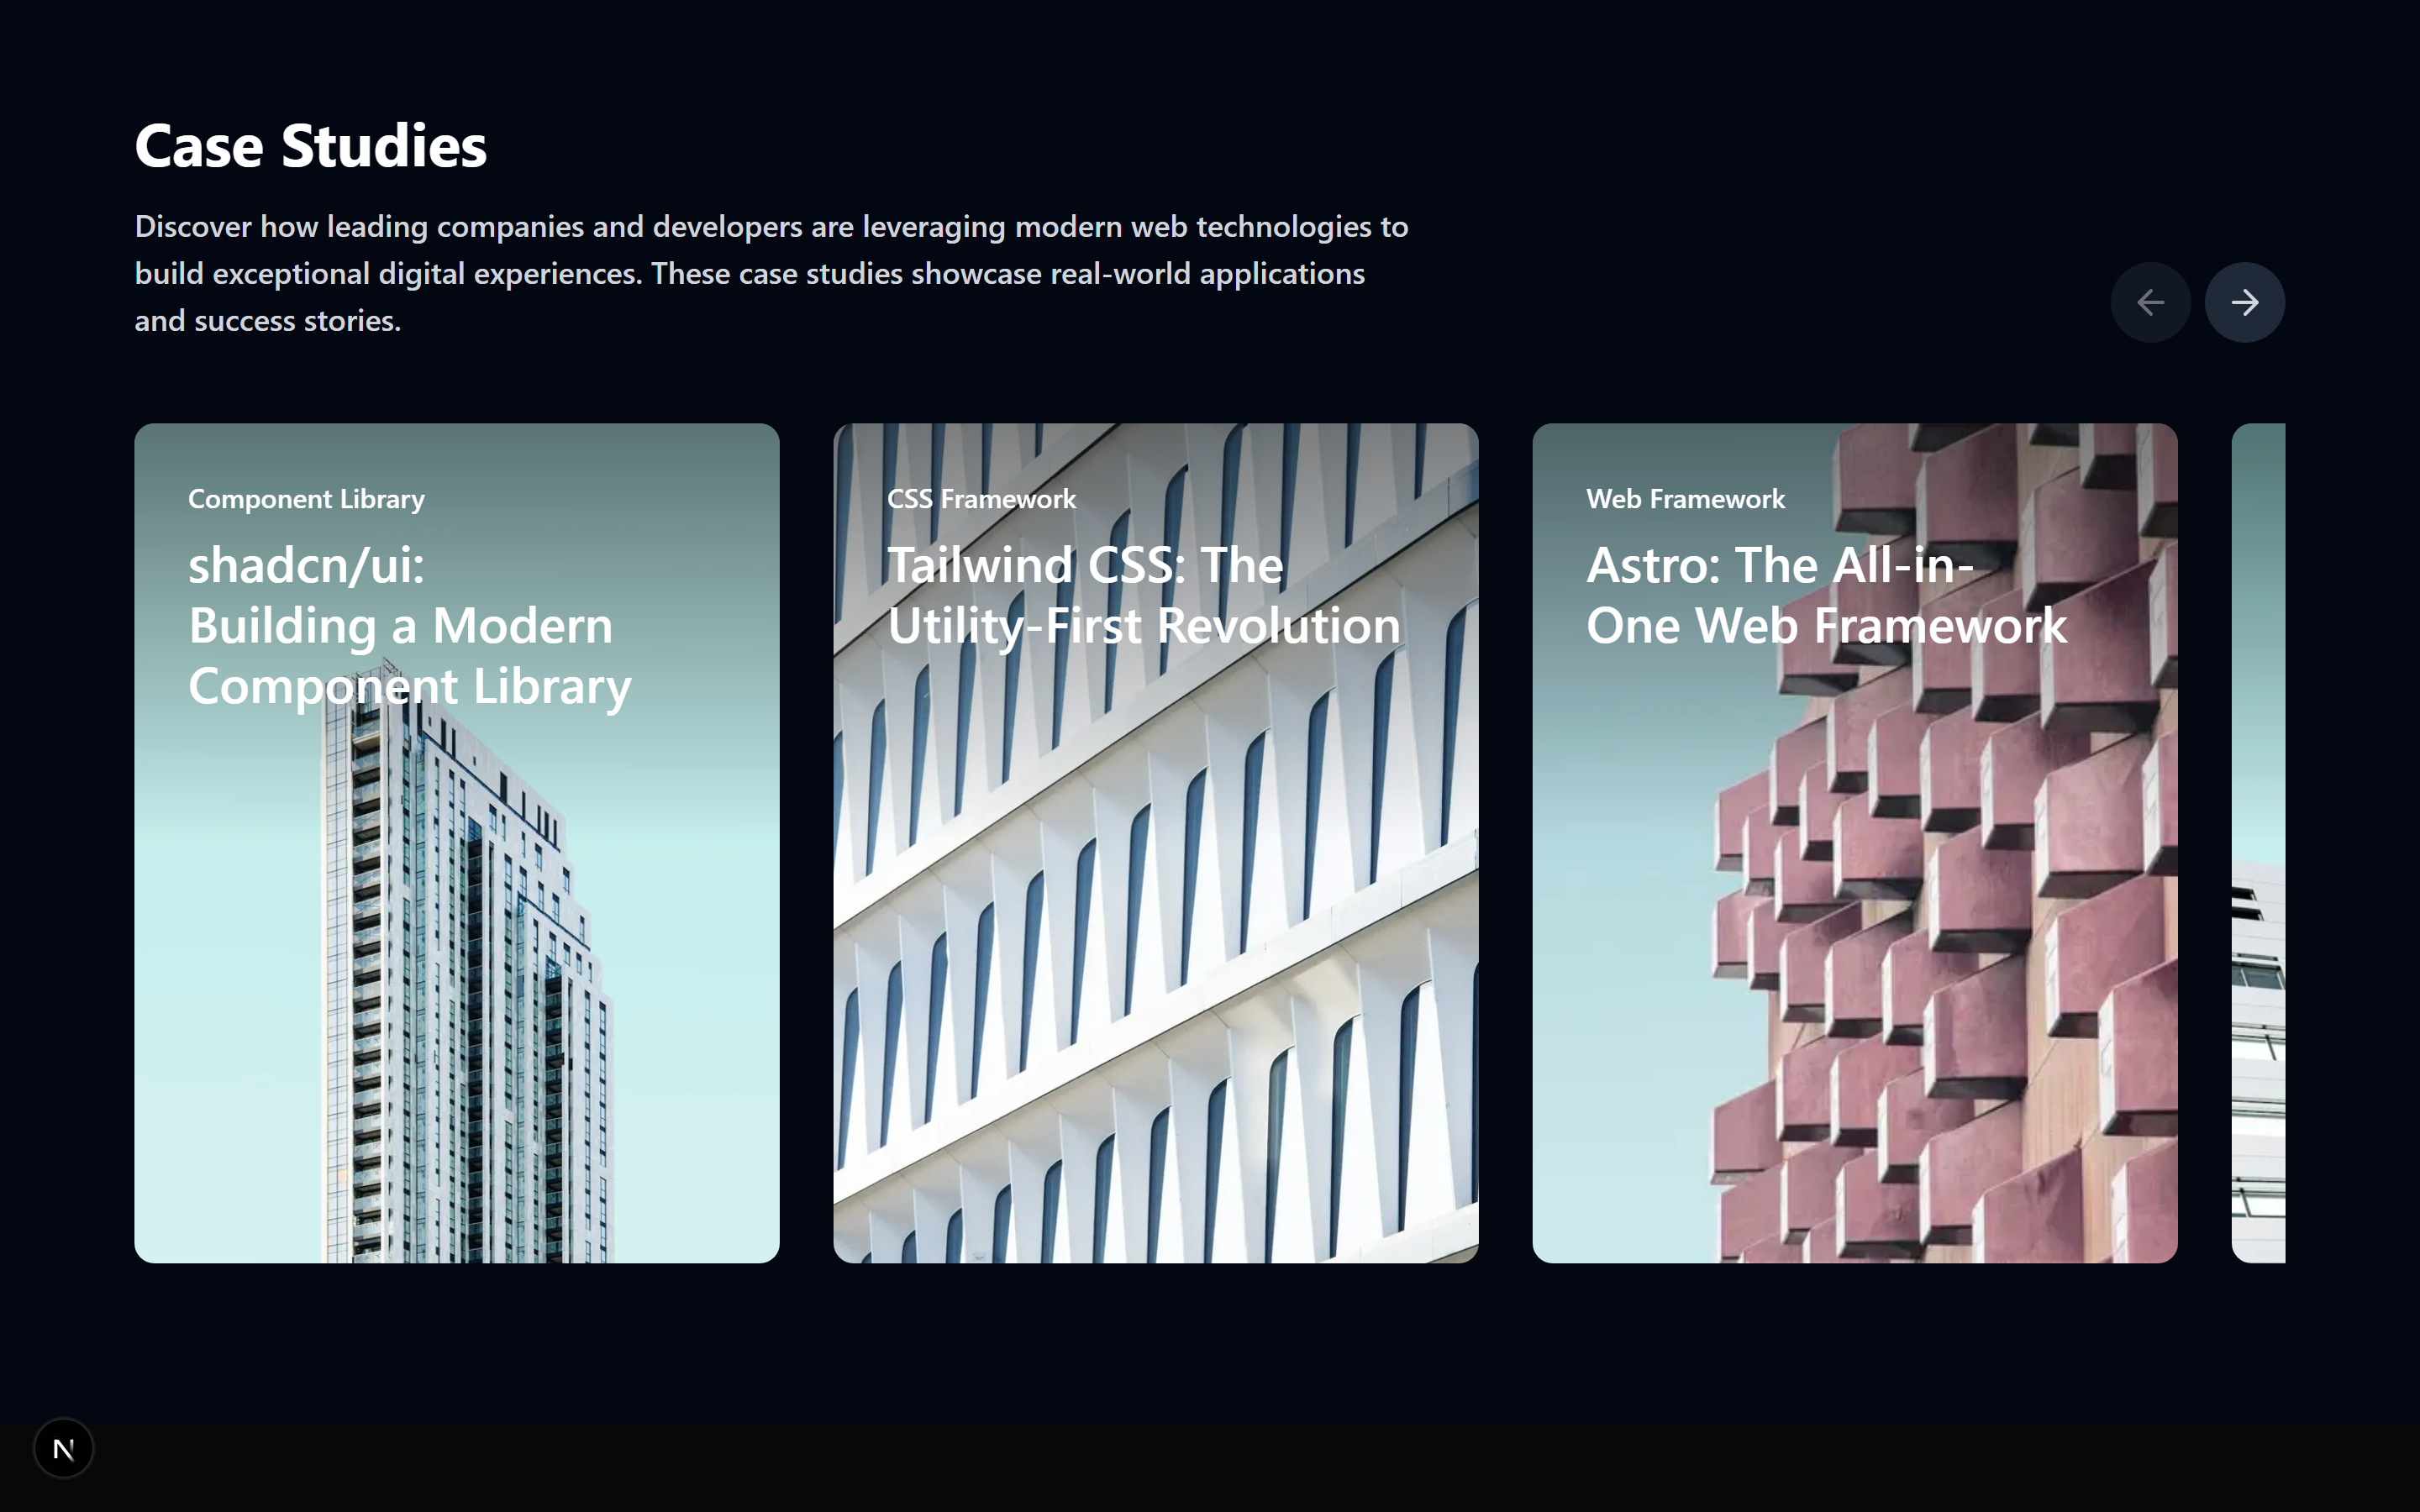 Case Studies
Discover how leading companies and developers are leveraging modern web technologies to
build exceptional digital experiences. These case studies showcase real-world applications
and success stories.
Component Library
shadcn/ui:
Building a Modern
Component Library
CSS Framework
Tailwind CSS: The
Utility-First Revolution
Web Framework
Astro: The All-in-
One Web Framework
N